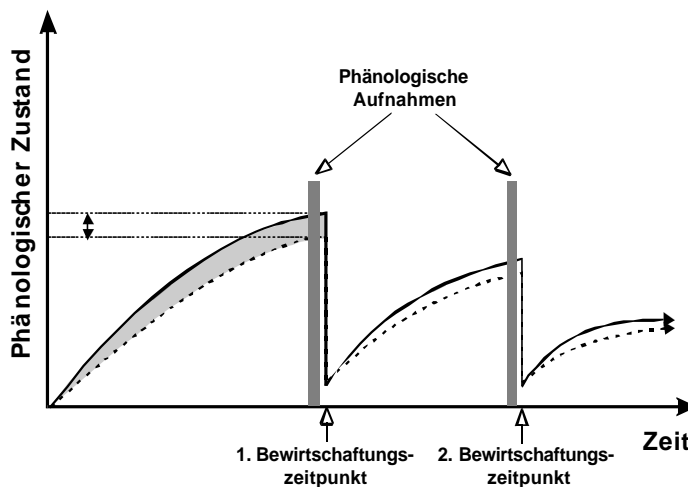 Phänologischer Zustand
Phänologische
Aufnahmen
Zeit
1. Bewirtschaftungs-
zeitpunkt
2. Bewirtschaftungs-
zeitpunkt